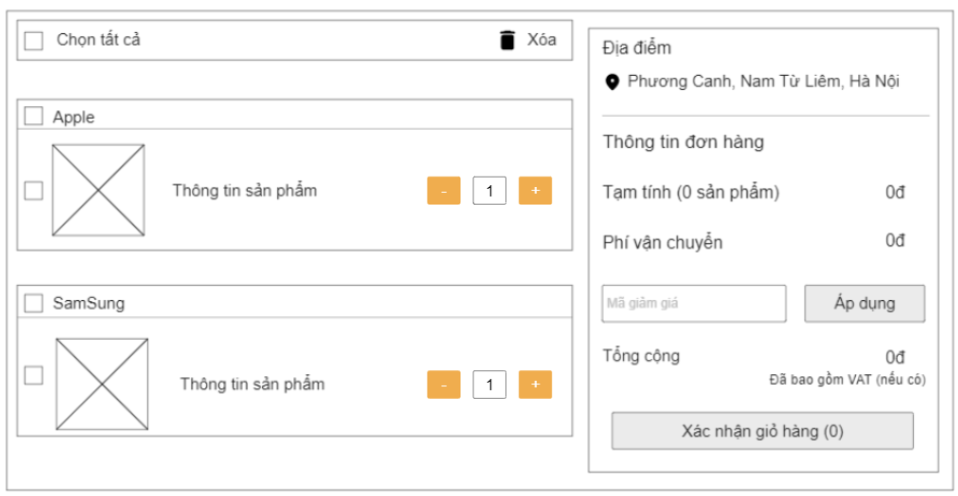 Chọn tất cả
Xóa
Apple
Thông tin sản phẩm
- 1 +
SamSung
Thông tin sản phẩm
- 1 +
Địa điểm
Phương Canh, Nam Từ Liêm, Hà Nội
Thông tin đơn hàng
Tạm tính (0 sản phẩm) 0đ
Phí vận chuyển 0đ
Mã giảm giá
Áp dụng
Tổng cộng 0đ
Đã bao gồm VAT (nếu có)
Xác nhận giỏ hàng (0)